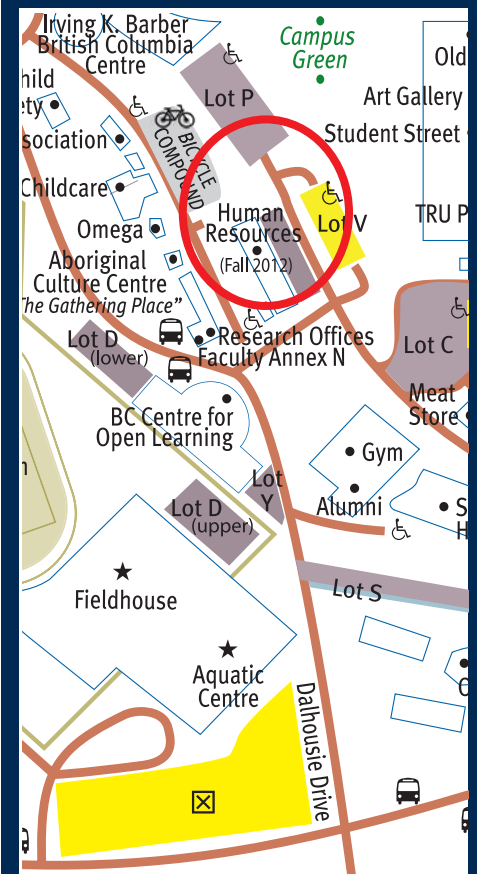 Irving K. Barber
British Columbia
Centre
Campus
Green
Old
hild
ety
Lot P
Art Gallery
BICYCLE
COMPOUND
Student Street
sociation
Childcare
Human
Resources
(Fall 2012)
Lot V
TRU P
Omega
Aboriginal
Culture Centre
The Gathering Place”
Research Offices
Faculty Annex N
Lot D
(lower)
Lot C
Meat
Store
BC Centre for
Open Learning
Gym
Lot
Y
Alumni
S
H
Lot D
(upper)
Lot S
Fieldhouse
Aquatic
Centre
Dalhousie Drive